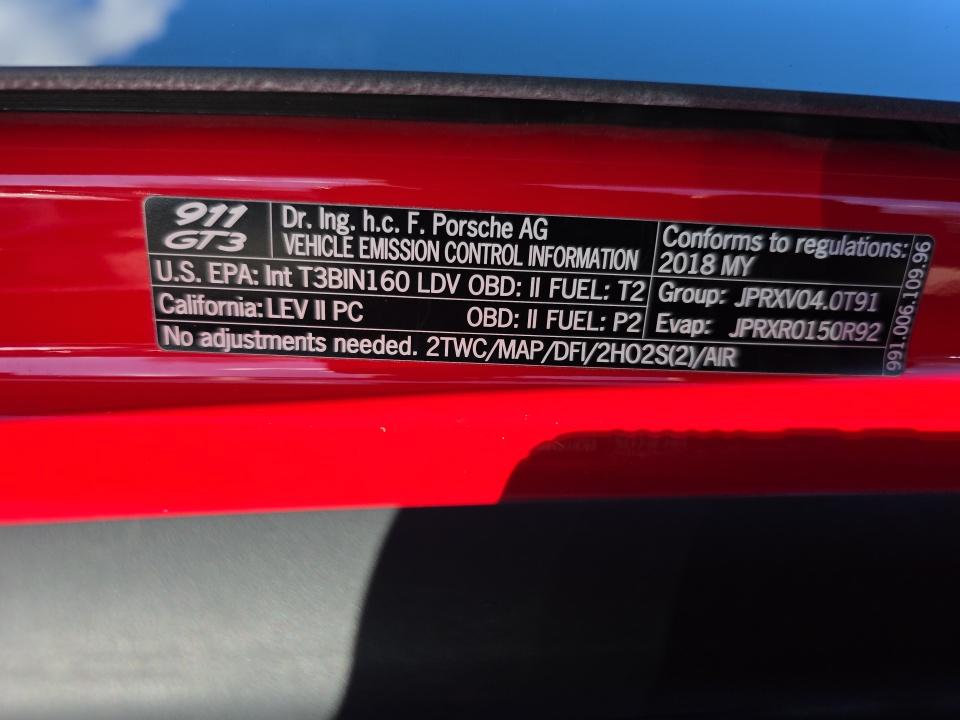 911
GT3
Dr. Ing. h.c. F. Porsche AG
VEHICLE EMISSION CONTROL INFORMATION
Conforms to regulations:
2018 MY
U.S. EPA: Int T3BIN160 LDV OBD: II FUEL: T2
Group: JPRXV04.0T91
California: LEV II PC OBD: II FUEL: P2
Evap: JPRXR0150R92
No adjustments needed. 2TWC/MAP/DFI/2HO2S(2)/AIR
991.006.109.96